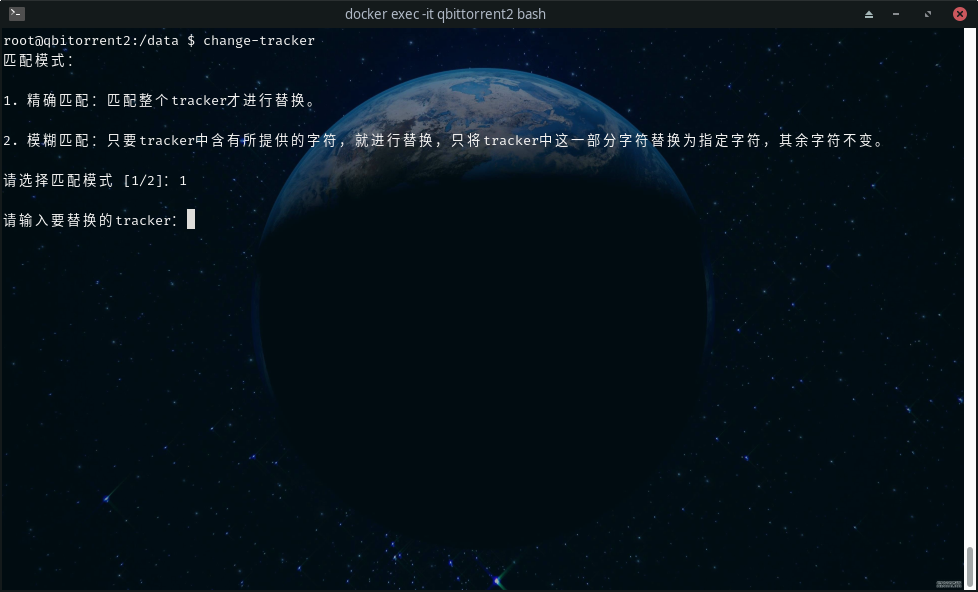 docker exec -it qbittorrent2 bash
root@qbitorrent2:/data $ change-tracker
匹配模式：
1. 精确匹配：匹配整个tracker才进行替换。
2. 模糊匹配：只要tracker中含有所提供的字符，就进行替换，只将tracker中这一部分字符替换为指定字符，其余字符不变。
请选择匹配模式 [1/2]：1
请输入要替换的tracker：